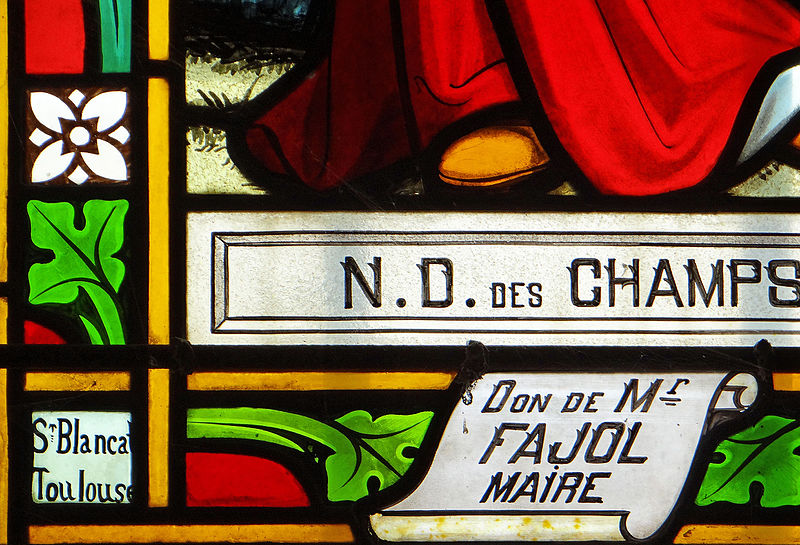 N.D. DES CHAMPS
DON DE Mr
FAJOL
MAIRE
St Blancat
Toulouse